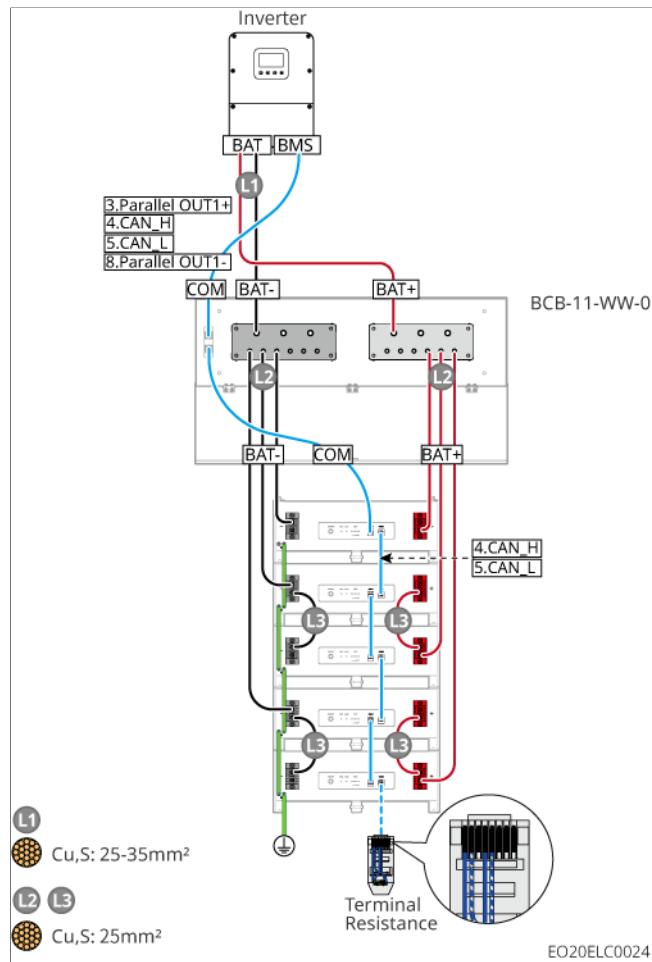 Inverter
BAT BMS
L1
3.Parallel OUT1+
4.CAN_H
5.CAN_L
8.Parallel OUT1-
COM BAT- BAT+
BCB-11-WW-0
L2 L2
BAT- COM BAT+
4.CAN_H
5.CAN_L
L3 L3
L3 L3
L1
Cu,S: 25-35mm²
L2 L3
Cu,S: 25mm²
Terminal
Resistance
EO20ELC0024